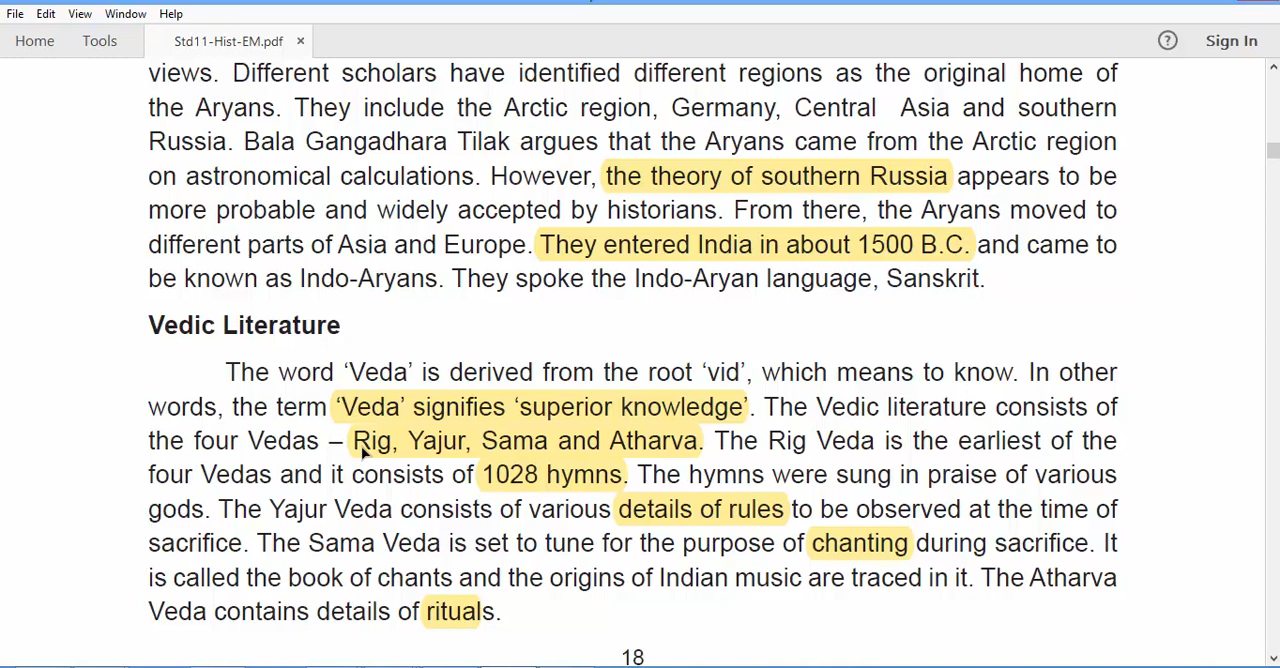 File Edit View Window Help
Home Tools Std11-Hist-EM.pdf × ? Sign In
views. Different scholars have identified different regions as the original home of
the Aryans. They include the Arctic region, Germany, Central Asia and southern
Russia. Bala Gangadhara Tilak argues that the Aryans came from the Arctic region
on astronomical calculations. However, the theory of southern Russia appears to be
more probable and widely accepted by historians. From there, the Aryans moved to
different parts of Asia and Europe. They entered India in about 1500 B.C. and came to
be known as Indo-Aryans. They spoke the Indo-Aryan language, Sanskrit.
Vedic Literature
The word ‘Veda’ is derived from the root ‘vid’, which means to know. In other
words, the term ‘Veda’ signifies ‘superior knowledge’. The Vedic literature consists of
the four Vedas – Rig, Yajur, Sama and Atharva. The Rig Veda is the earliest of the
four Vedas and it consists of 1028 hymns. The hymns were sung in praise of various
gods. The Yajur Veda consists of various details of rules to be observed at the time of
sacrifice. The Sama Veda is set to tune for the purpose of chanting during sacrifice. It
is called the book of chants and the origins of Indian music are traced in it. The Atharva
Veda contains details of rituals.
18